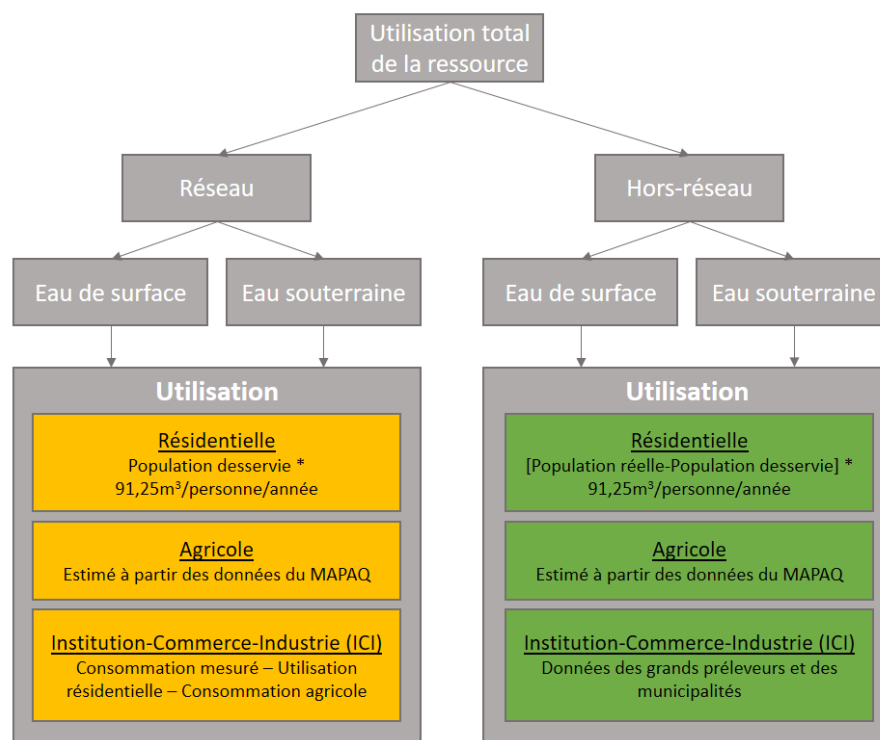 Utilisation total
de la ressource
Réseau
Hors-réseau
Eau de surface
Eau souterraine
Eau de surface
Eau souterraine
Utilisation
Résidentielle
Population desservie *
91,25m³/personne/année
Agricole
Estimé à partir des données du MAPAQ
Institution-Commerce-Industrie (ICI)
Consommation mesuré – Utilisation
résidentielle – Consommation agricole
Utilisation
Résidentielle
[Population réelle-Population desservie] *
91,25m³/personne/année
Agricole
Estimé à partir des données du MAPAQ
Institution-Commerce-Industrie (ICI)
Données des grands préleveurs et des
municipalités